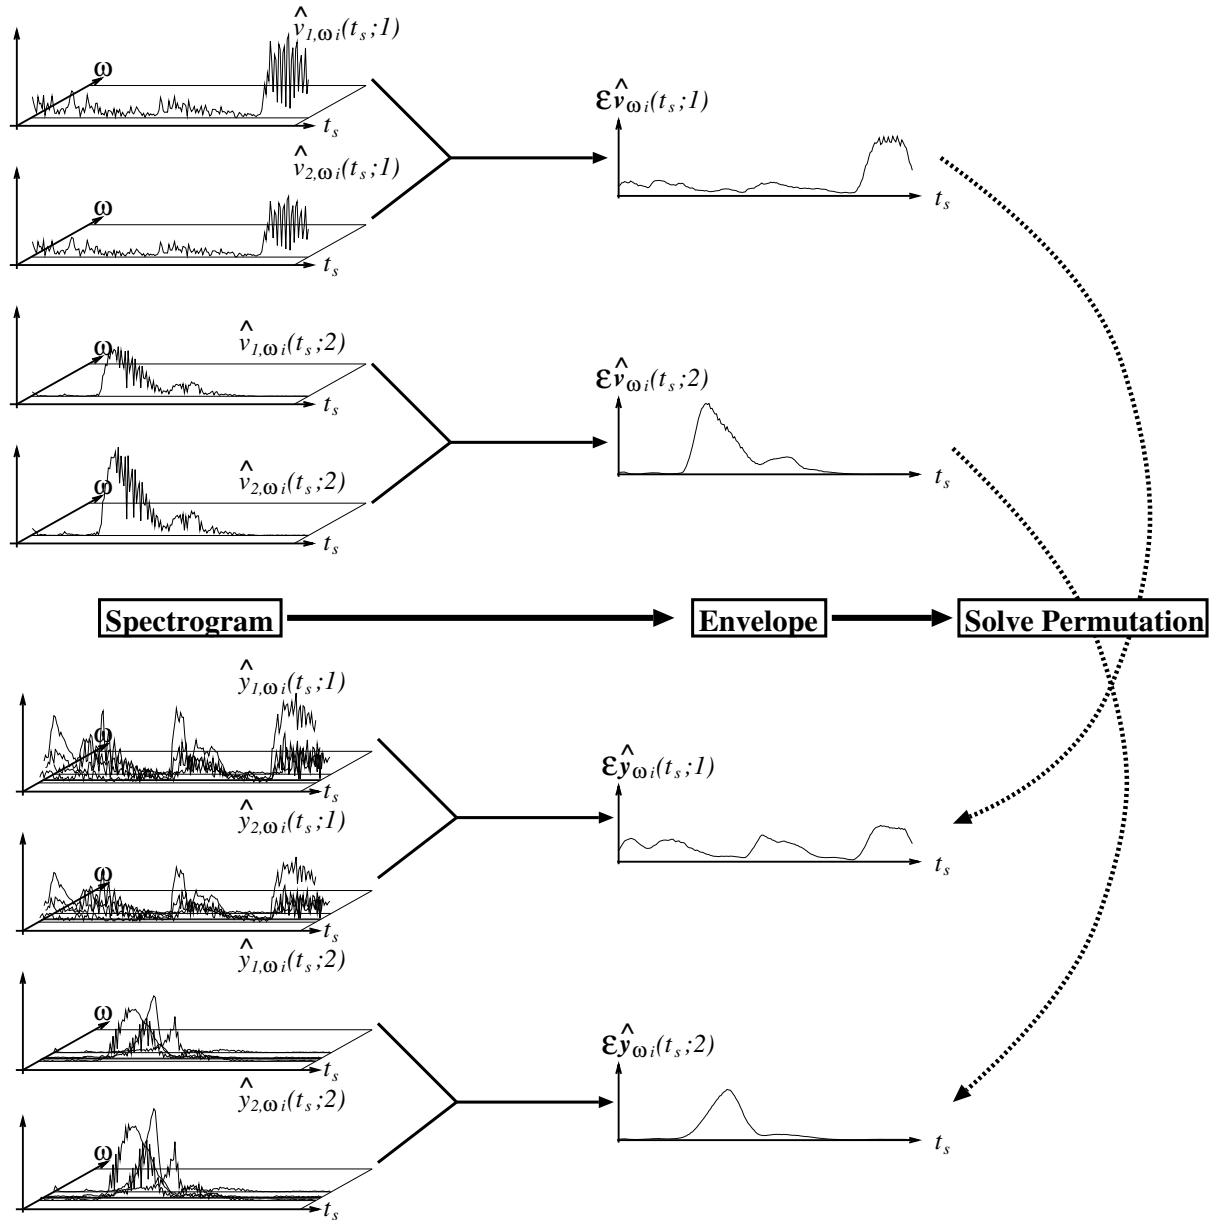 v̂1,ωi(ts;1)
ω
ts
v̂2,ωi(ts;1)
ω
ts
εv̂ωi(ts;1)
ts
v̂1,ωi(ts;2)
ω
ts
v̂2,ωi(ts;2)
ω
ts
εv̂ωi(ts;2)
ts
Spectrogram
Envelope
Solve Permutation
ŷ1,ωi(ts;1)
ω
ts
ŷ2,ωi(ts;1)
ω
ts
εŷωi(ts;1)
ts
ŷ1,ωi(ts;2)
ω
ts
ŷ2,ωi(ts;2)
ω
ts
εŷωi(ts;2)
ts